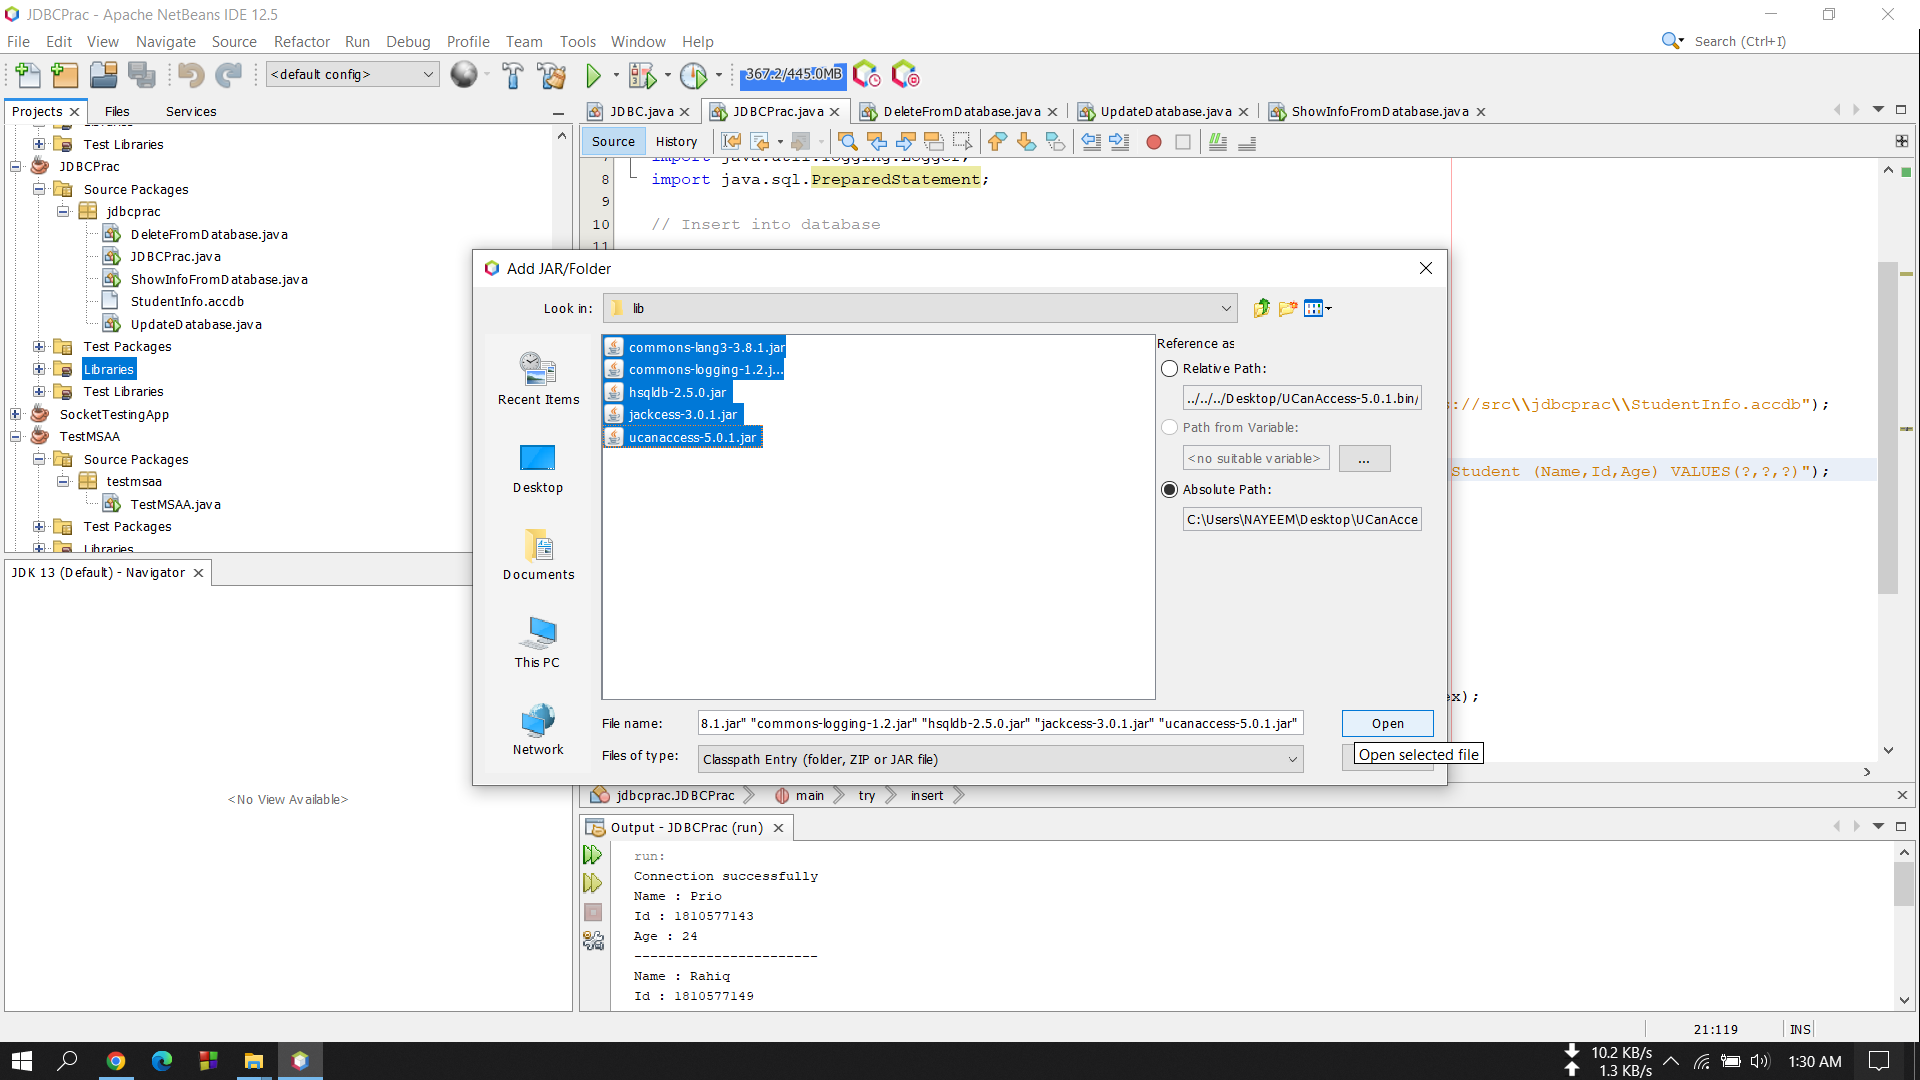 JDBCPrac - Apache NetBeans IDE 12.5
File Edit View Navigate Source Refactor Run Debug Profile Team Tools Window Help
Search (Ctrl+I)
<default config>
367.2/445.0MB
Projects Files Services
JDBC.java JDBCPrac.java DeleteFromDatabase.java UpdateDatabase.java ShowInfoFromDatabase.java
Source History
Test Libraries
JDBCPrac
Source Packages
jdbcprac
DeleteFromDatabase.java
JDBCPrac.java
ShowInfoFromDatabase.java
StudentInfo.accdb
UpdateDatabase.java
Test Packages
Libraries
Test Libraries
SocketTestingApp
TestMSAA
Source Packages
testmsaa
TestMSAA.java
Test Packages
Libraries
JDK 13 (Default) - Navigator
<No View Available>
7 import java.util.logging.Logger;
8 import java.sql.PreparedStatement;
9
10 // Insert into database
11
://src\\jdbcprac\\StudentInfo.accdb");
Student (Name,Id,Age) VALUES(?,?,?)");
ex);
Add JAR/Folder
Look in: lib
Recent Items
Desktop
Documents
This PC
Network
commons-lang3-3.8.1.jar
commons-logging-1.2.j...
hsqldb-2.5.0.jar
jackcess-3.0.1.jar
ucanaccess-5.0.1.jar
Reference as
Relative Path:
../../../Desktop/UCanAccess-5.0.1.bin/
Path from Variable:
<no suitable variable> ...
Absolute Path:
C:\Users\NAYEEM\Desktop\UCanAcce
File name: 8.1.jar" "commons-logging-1.2.jar" "hsqldb-2.5.0.jar" "jackcess-3.0.1.jar" "ucanaccess-5.0.1.jar" Open
Files of type: Classpath Entry (folder, ZIP or JAR file)
Open selected file
jdbcprac.JDBCPrac main try insert
Output - JDBCPrac (run)
run:
Connection successfully
Name : Prio
Id : 1810577143
Age : 24
-----------------------
Name : Rahiq
Id : 1810577149
21:119 INS
10.2 KB/s
1.3 KB/s
1:30 AM